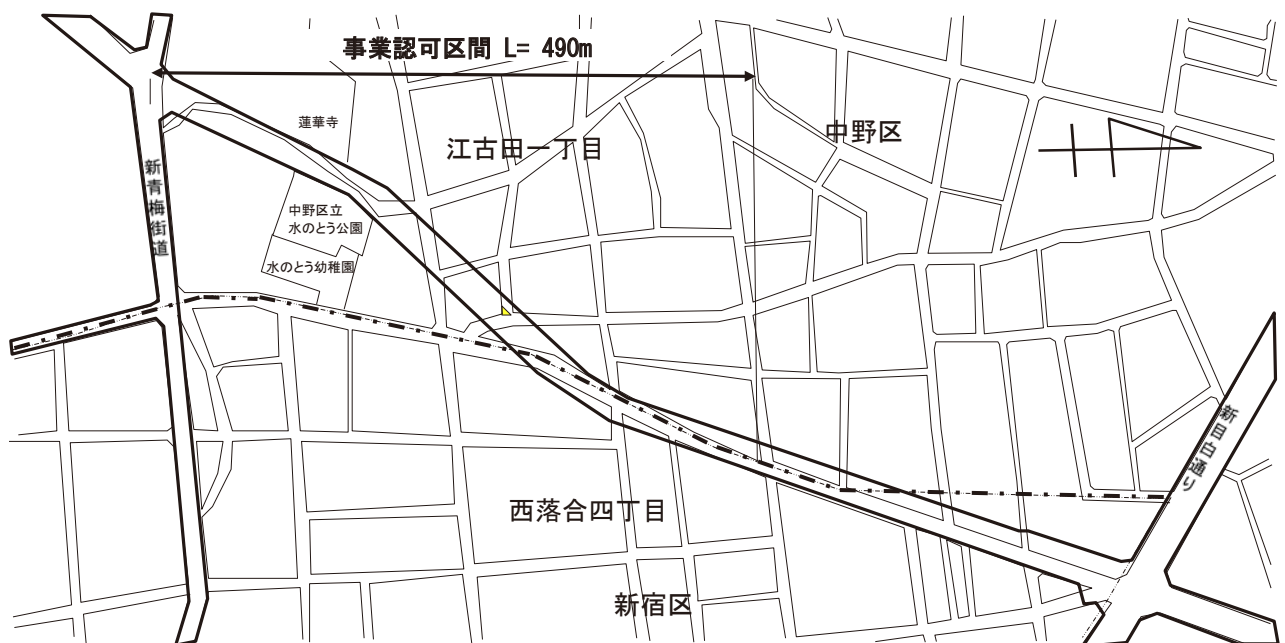 事業認可区間 L= 490m
蓮華寺
江古田一丁目
中野区
新青梅街道
中野区立
水のとう公園
水のとう幼稚園
新目白通り
西落合四丁目
新宿区